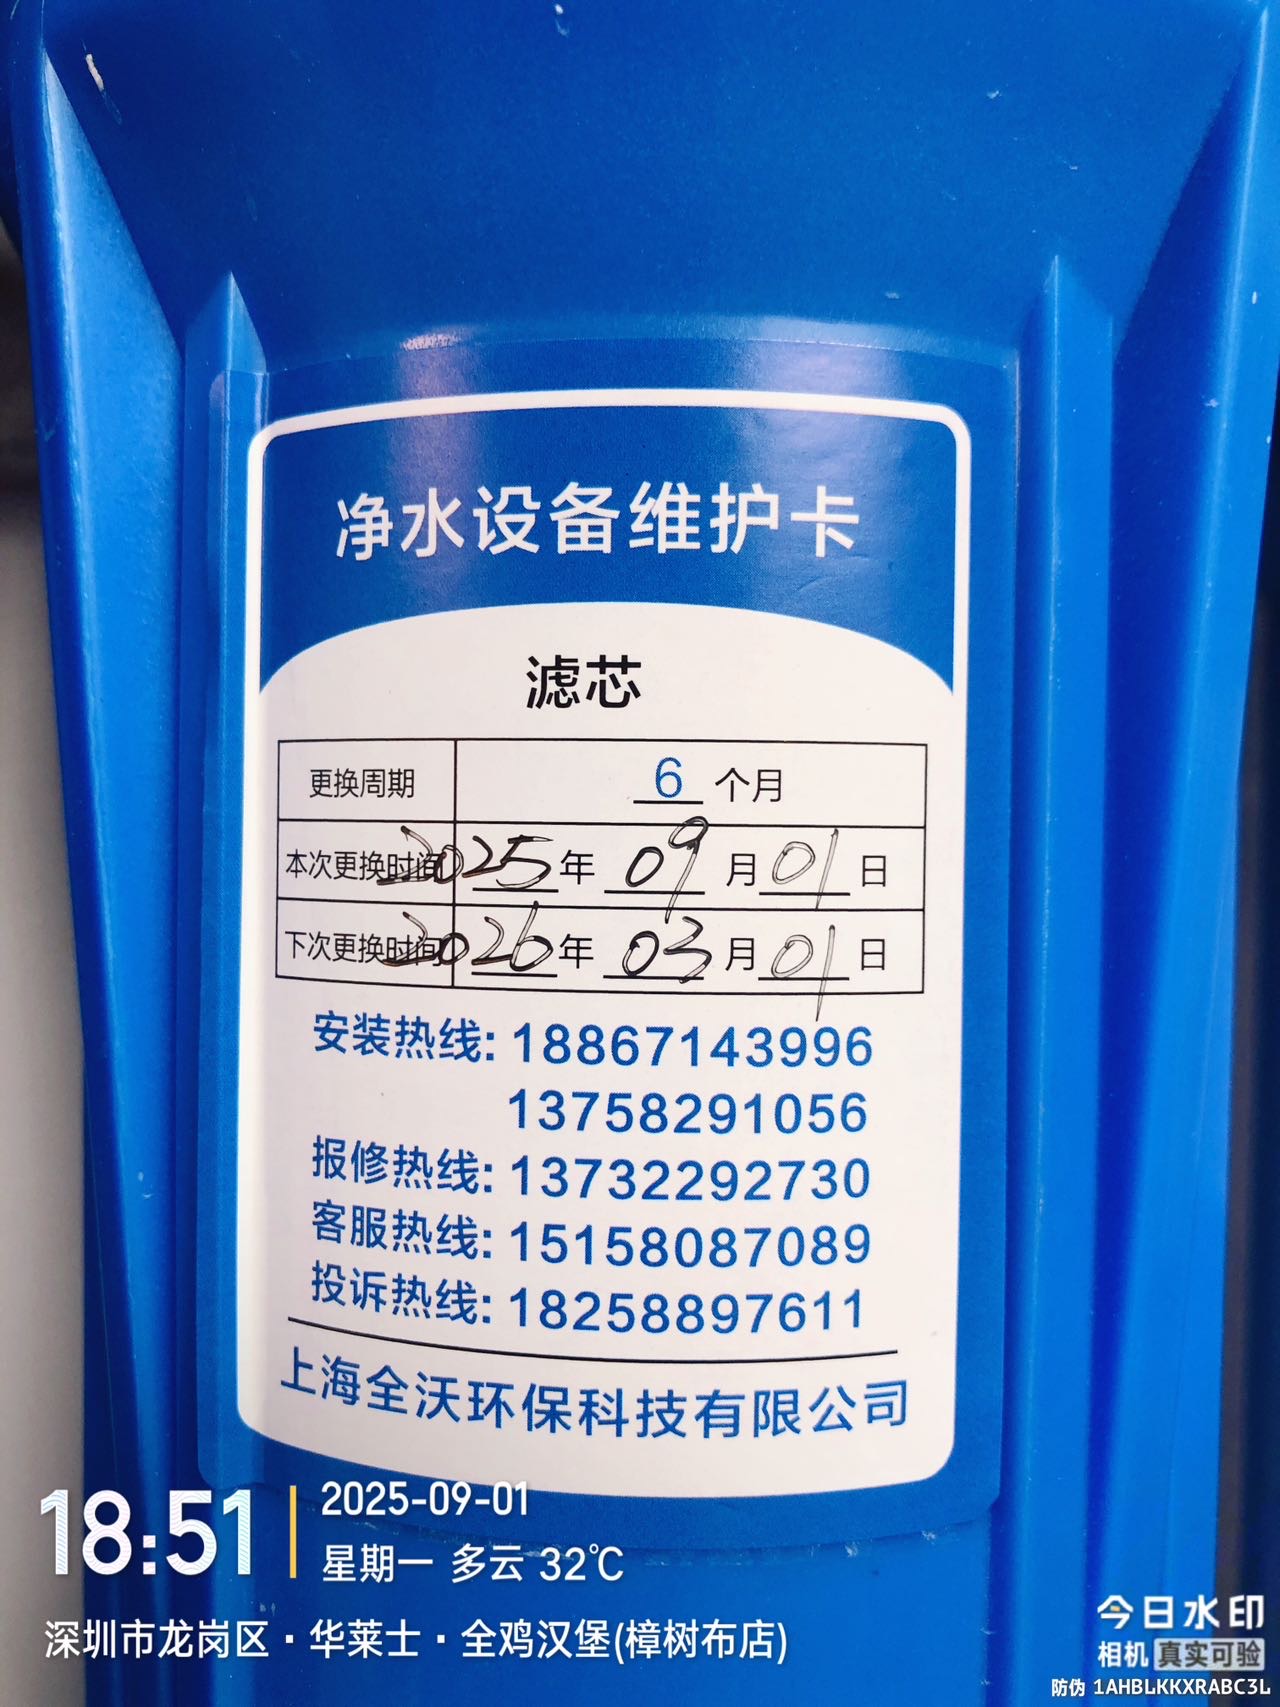 净水设备维护卡
滤芯
更换周期 6 个月
本次更换时间 2025 年 09 月 01 日
下次更换时间 2026 年 03 月 01 日
安装热线: 18867143996
13758291056
报修热线: 13732292730
客服热线: 15158087089
投诉热线: 18258897611
上海全沃环保科技有限公司
18:51
2025-09-01
星期一 多云 32℃
深圳市龙岗区·华莱士·全鸡汉堡(樟树布店)
今日水印
相机 真实可验
防伪 1AHBLKKXRABC3L